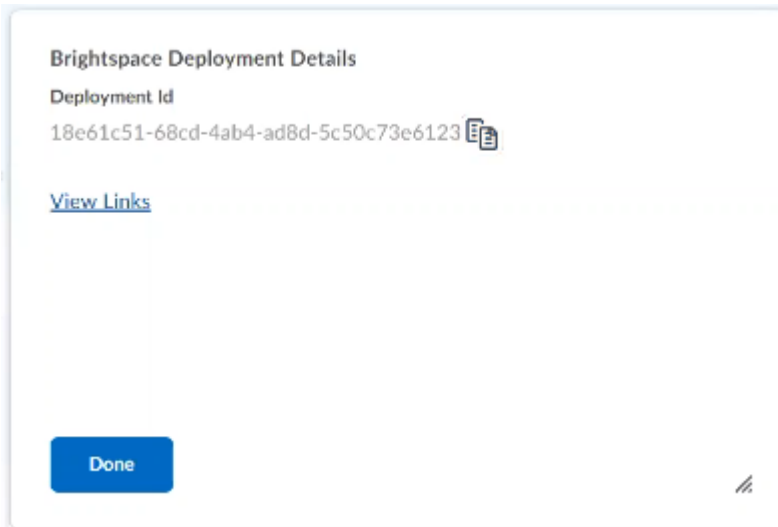 Brightspace Deployment Details
Deployment Id
18e61c51-68cd-4ab4-ad8d-5c50c73e6123
View Links
Done